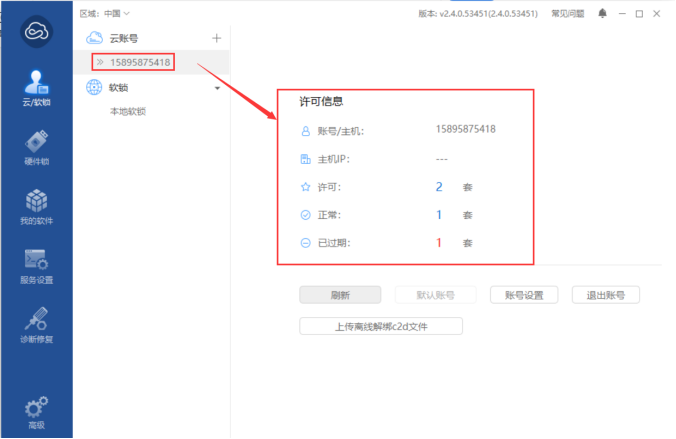 区域：中国
版本: v2.4.0.53451(2.4.0.53451)
常见问题
云/软锁
硬件锁
我的软件
服务设置
诊断修复
高级
云账号
15895875418
软锁
本地软锁
许可信息
账号/主机： 15895875418
主机IP： ---
许可： 2 套
正常： 1 套
已过期： 1 套
刷新 默认账号 账号设置 退出账号
上传离线解绑c2d文件